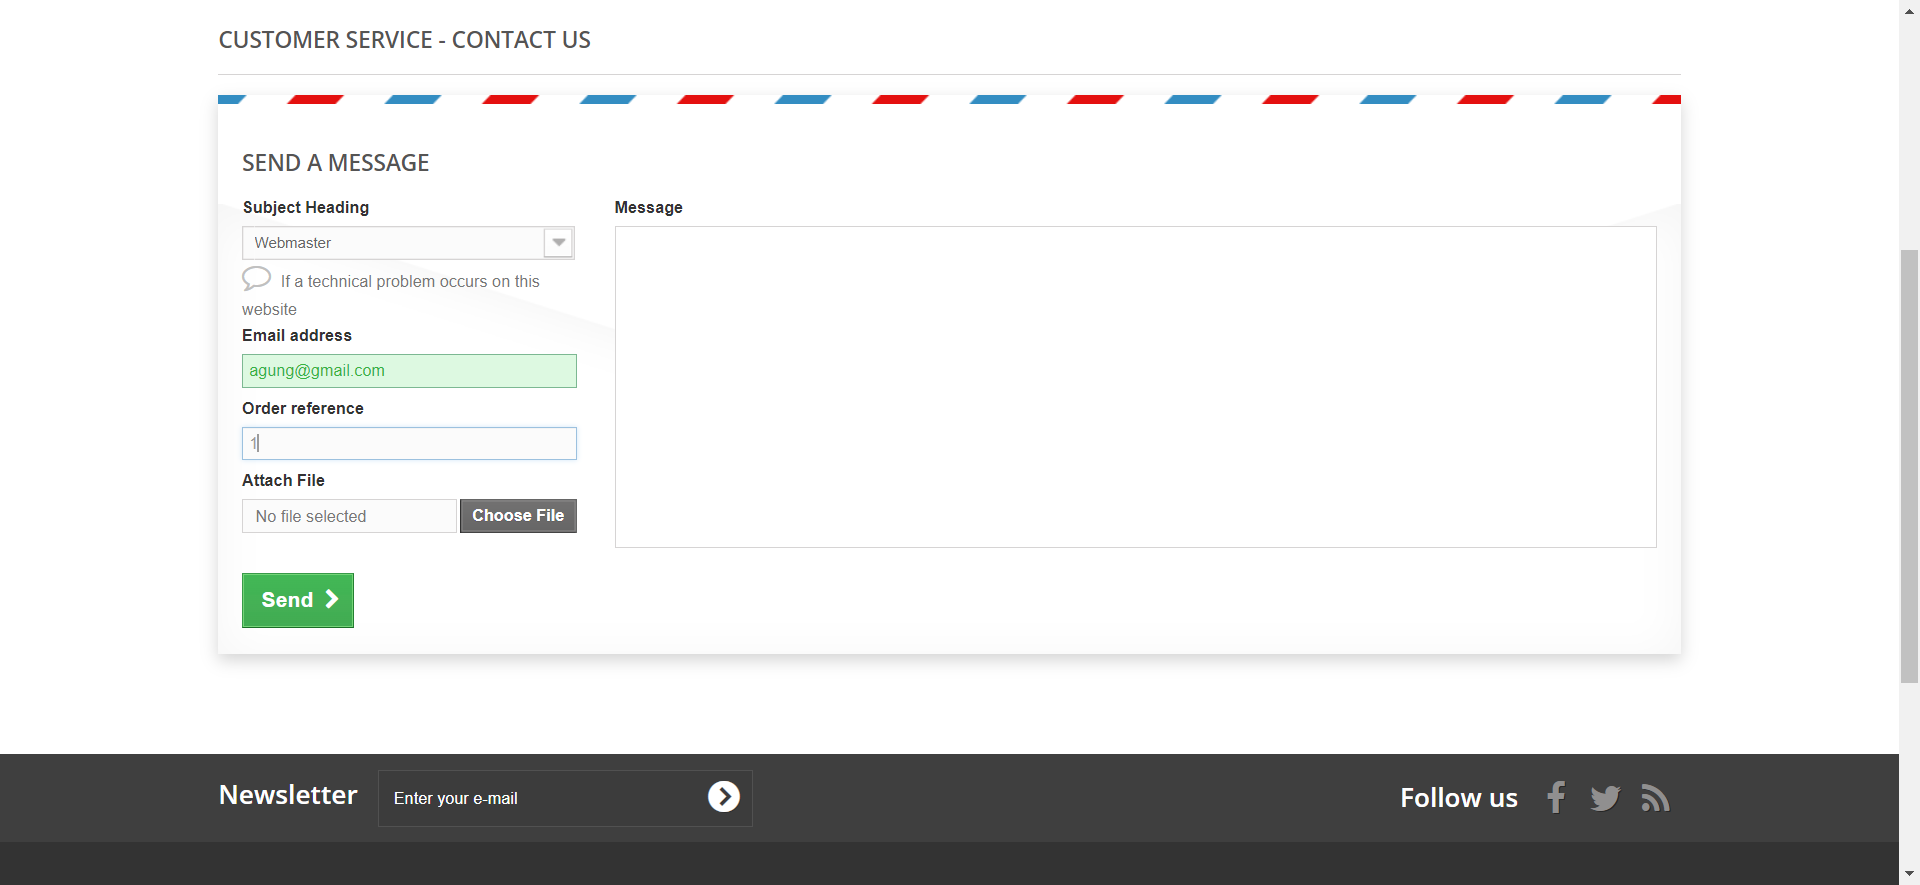 CUSTOMER SERVICE - CONTACT US
SEND A MESSAGE
Subject Heading
Webmaster
If a technical problem occurs on this
website
Email address
agung@gmail.com
Order reference
1
Attach File
No file selected
Choose File
Send
Message
Newsletter
Enter your e-mail
Follow us